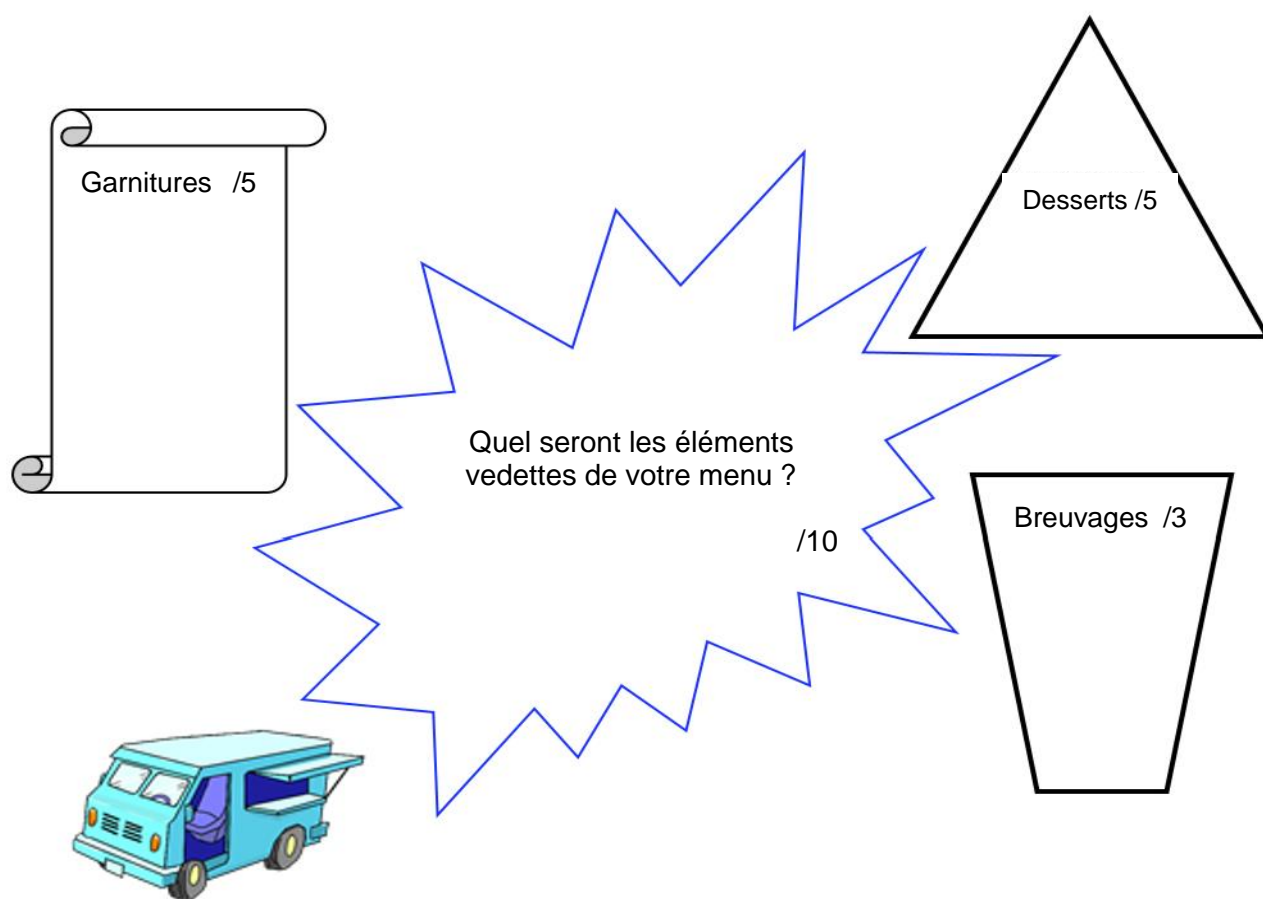 Garnitures /5
Desserts /5
Quel seront les éléments
vedettes de votre menu ?
/10
Breuvages /3